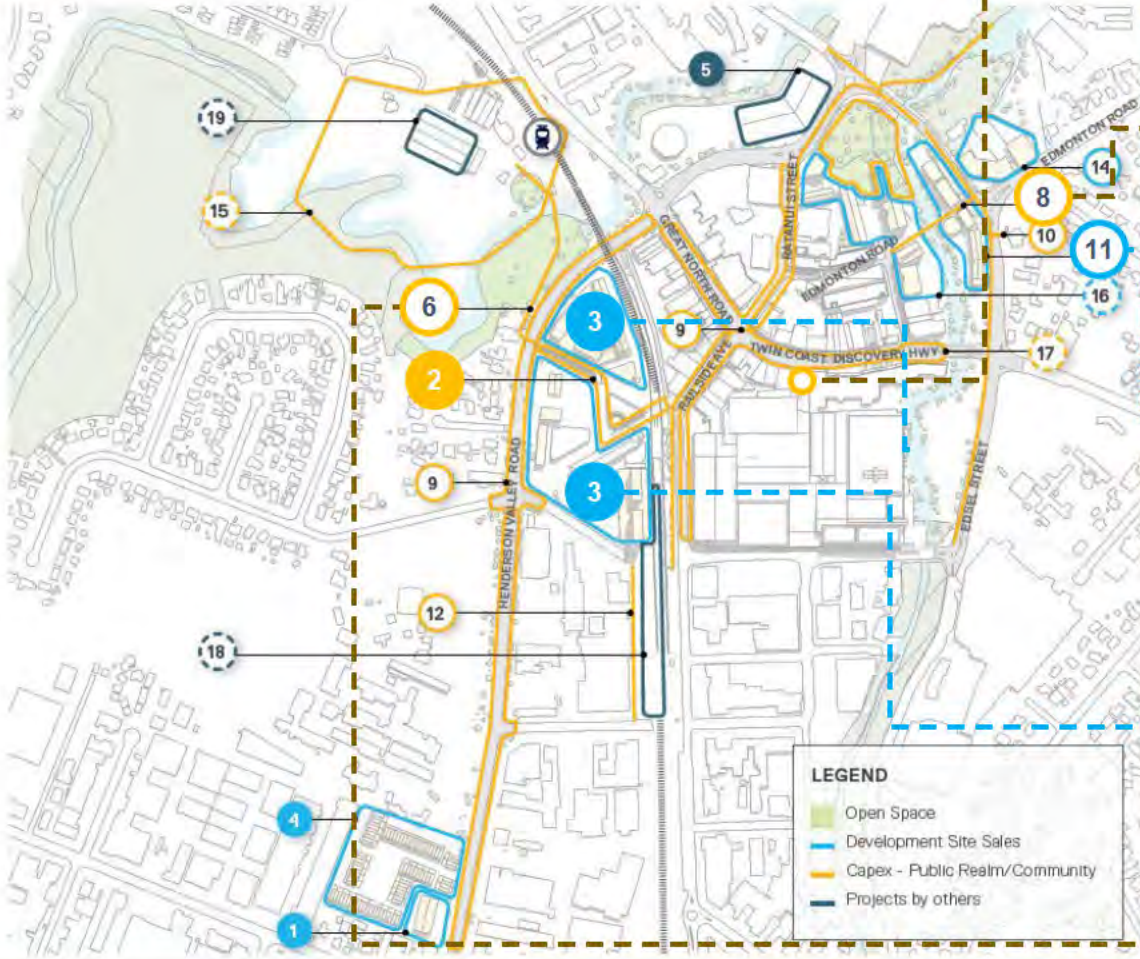 5
19
EDMONTON ROAD
14
8
15
RATANUI STREET
10
GREAT NORTH ROAD
11
EDMONTON ROAD
6
3
16
9
TWIN COAST DISCOVERY HWY
17
2
RAILSIDE AVE
HENDERSON VALLEY ROAD
9
3
EDSEL STREET
12
18
LEGEND
Open Space
Development Site Sales
Capex - Public Realm/Community
Projects by others
4
1